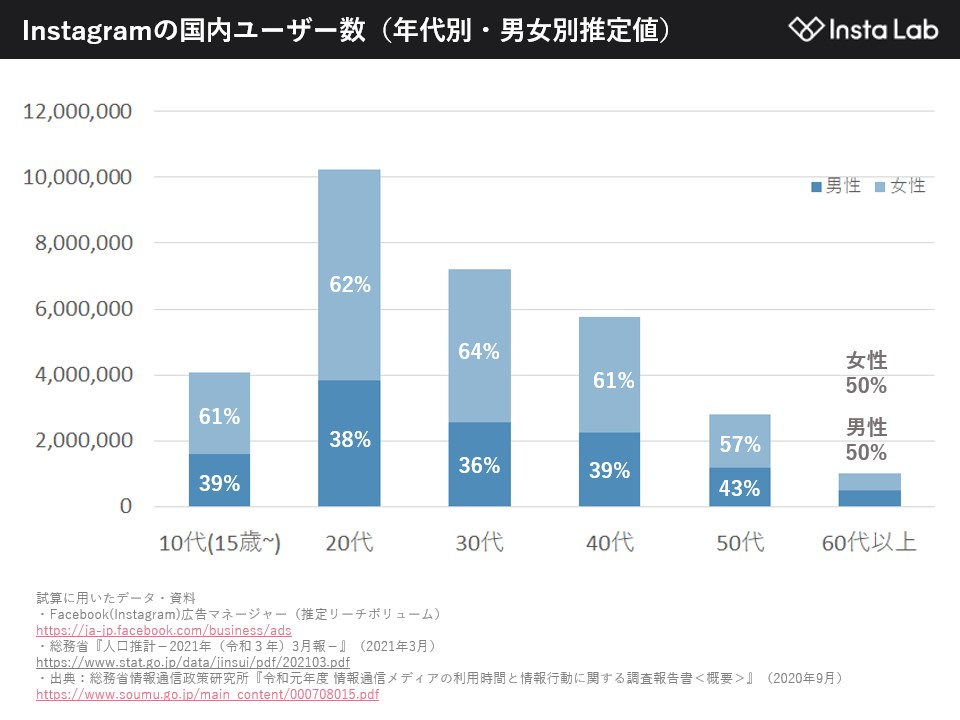 Instagramの国内ユーザー数（年代別・男女別推定値）
Insta Lab
12,000,000
10,000,000
8,000,000
6,000,000
4,000,000
2,000,000
0
男性 女性
61%
39%
62%
38%
64%
36%
61%
39%
57%
43%
女性
50%
男性
50%
10代(15歳~) 20代 30代 40代 50代 60代以上
試算に用いたデータ・資料
・Facebook(Instagram)広告マネージャー（推定リーチボリューム）
https://ja-jp.facebook.com/business/ads
・総務省『人口推計－2021年（令和３年）3月報－』（2021年3月）
https://www.stat.go.jp/data/jinsui/pdf/202103.pdf
・出典：総務省情報通信政策研究所『令和元年度 情報通信メディアの利用時間と情報行動に関する調査報告書＜概要＞』（2020年9月）
https://www.soumu.go.jp/main_content/000708015.pdf